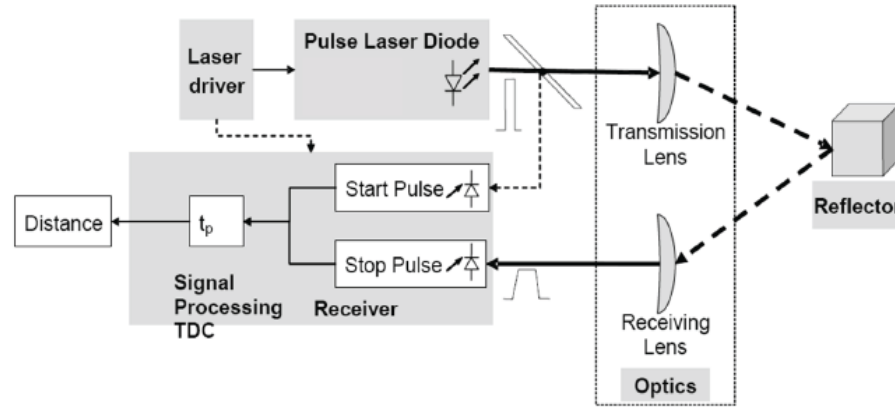 Laser
driver
Pulse Laser Diode
Transmission
Lens
Reflector
Start Pulse
Stop Pulse
tp
Distance
Signal
Processing
TDC
Receiver
Receiving
Lens
Optics